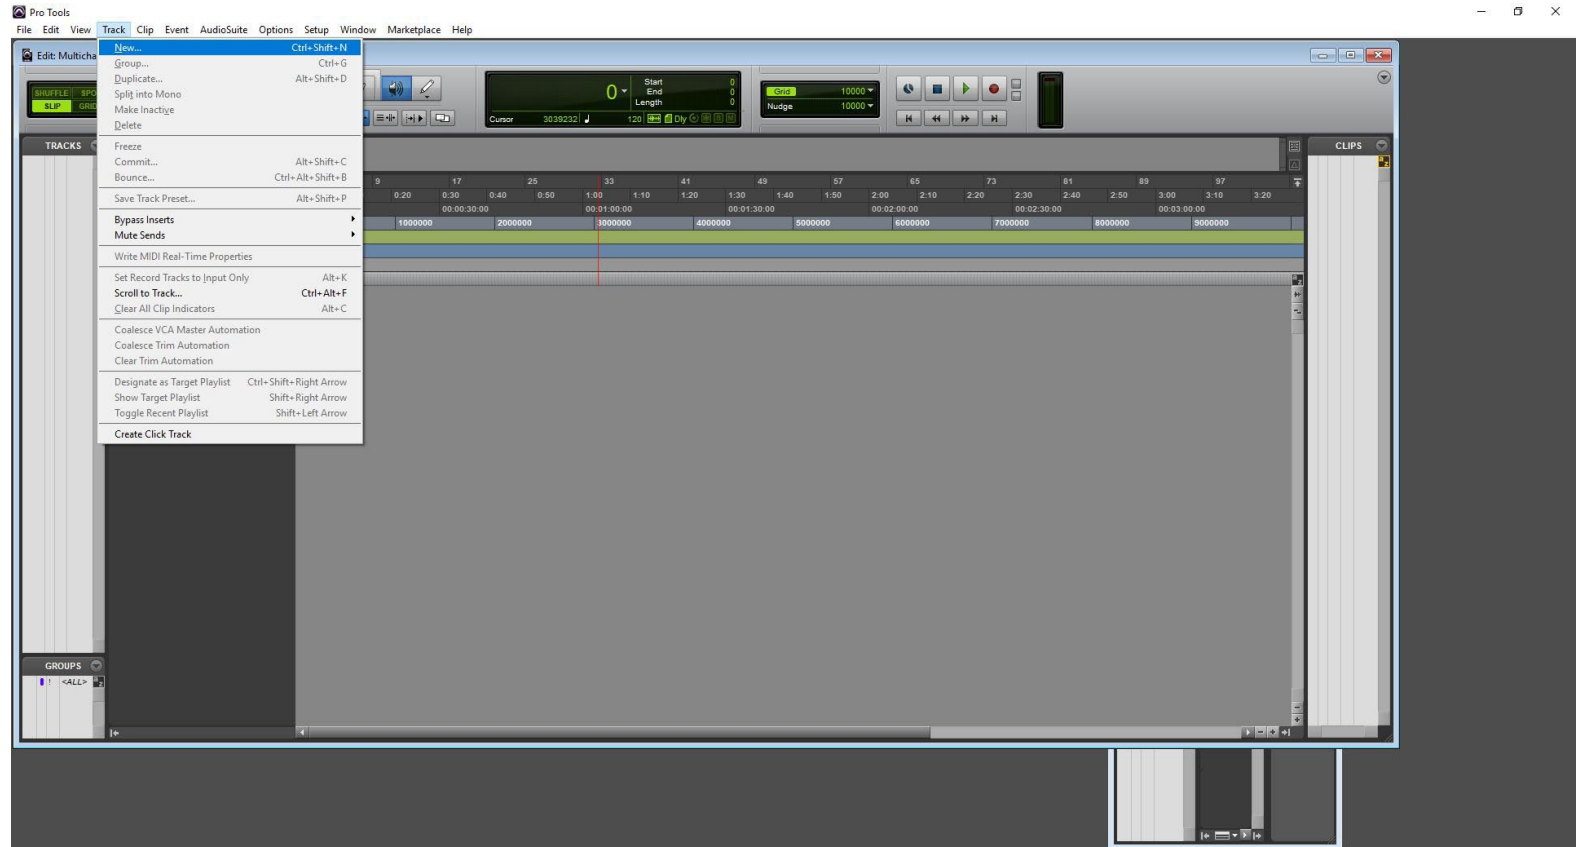 Pro Tools
File Edit View Track Clip Event AudioSuite Options Setup Window Marketplace Help
Edit: Multicha
New... Ctrl+Shift+N
Group... Ctrl+G
Duplicate... Alt+Shift+D
Split into Mono
Make Inactive
Delete
Freeze
Commit... Alt+Shift+C
Bounce... Ctrl+Alt+Shift+B
Save Track Preset... Alt+Shift+P
Bypass Inserts
Mute Sends
Write MIDI Real-Time Properties
Set Record Tracks to Input Only Alt+K
Scroll to Track... Ctrl+Alt+F
Clear All Clip Indicators Alt+C
Coalesce VCA Master Automation
Coalesce Trim Automation
Clear Trim Automation
Designate as Target Playlist Ctrl+Shift+Right Arrow
Show Target Playlist Shift+Right Arrow
Toggle Recent Playlist Shift+Left Arrow
Create Click Track
SHUFFLE SPO
SLIP GRID
0
Start 0
End 0
Length 0
Cursor 3039232 120 Dly
Grid 10000
Nudge 10000
TRACKS
CLIPS
9 17 25 33 41 49 57 65 73 81 89 97
0:20 0:30 0:40 0:50 1:00 1:10 1:20 1:30 1:40 1:50 2:00 2:10 2:20 2:30 2:40 2:50 3:00 3:10 3:20
00:00:30:00 00:01:00:00 00:01:30:00 00:02:00:00 00:02:30:00 00:03:00:00
1000000 2000000 3000000 4000000 5000000 6000000 7000000 8000000 9000000
GROUPS
! <ALL>